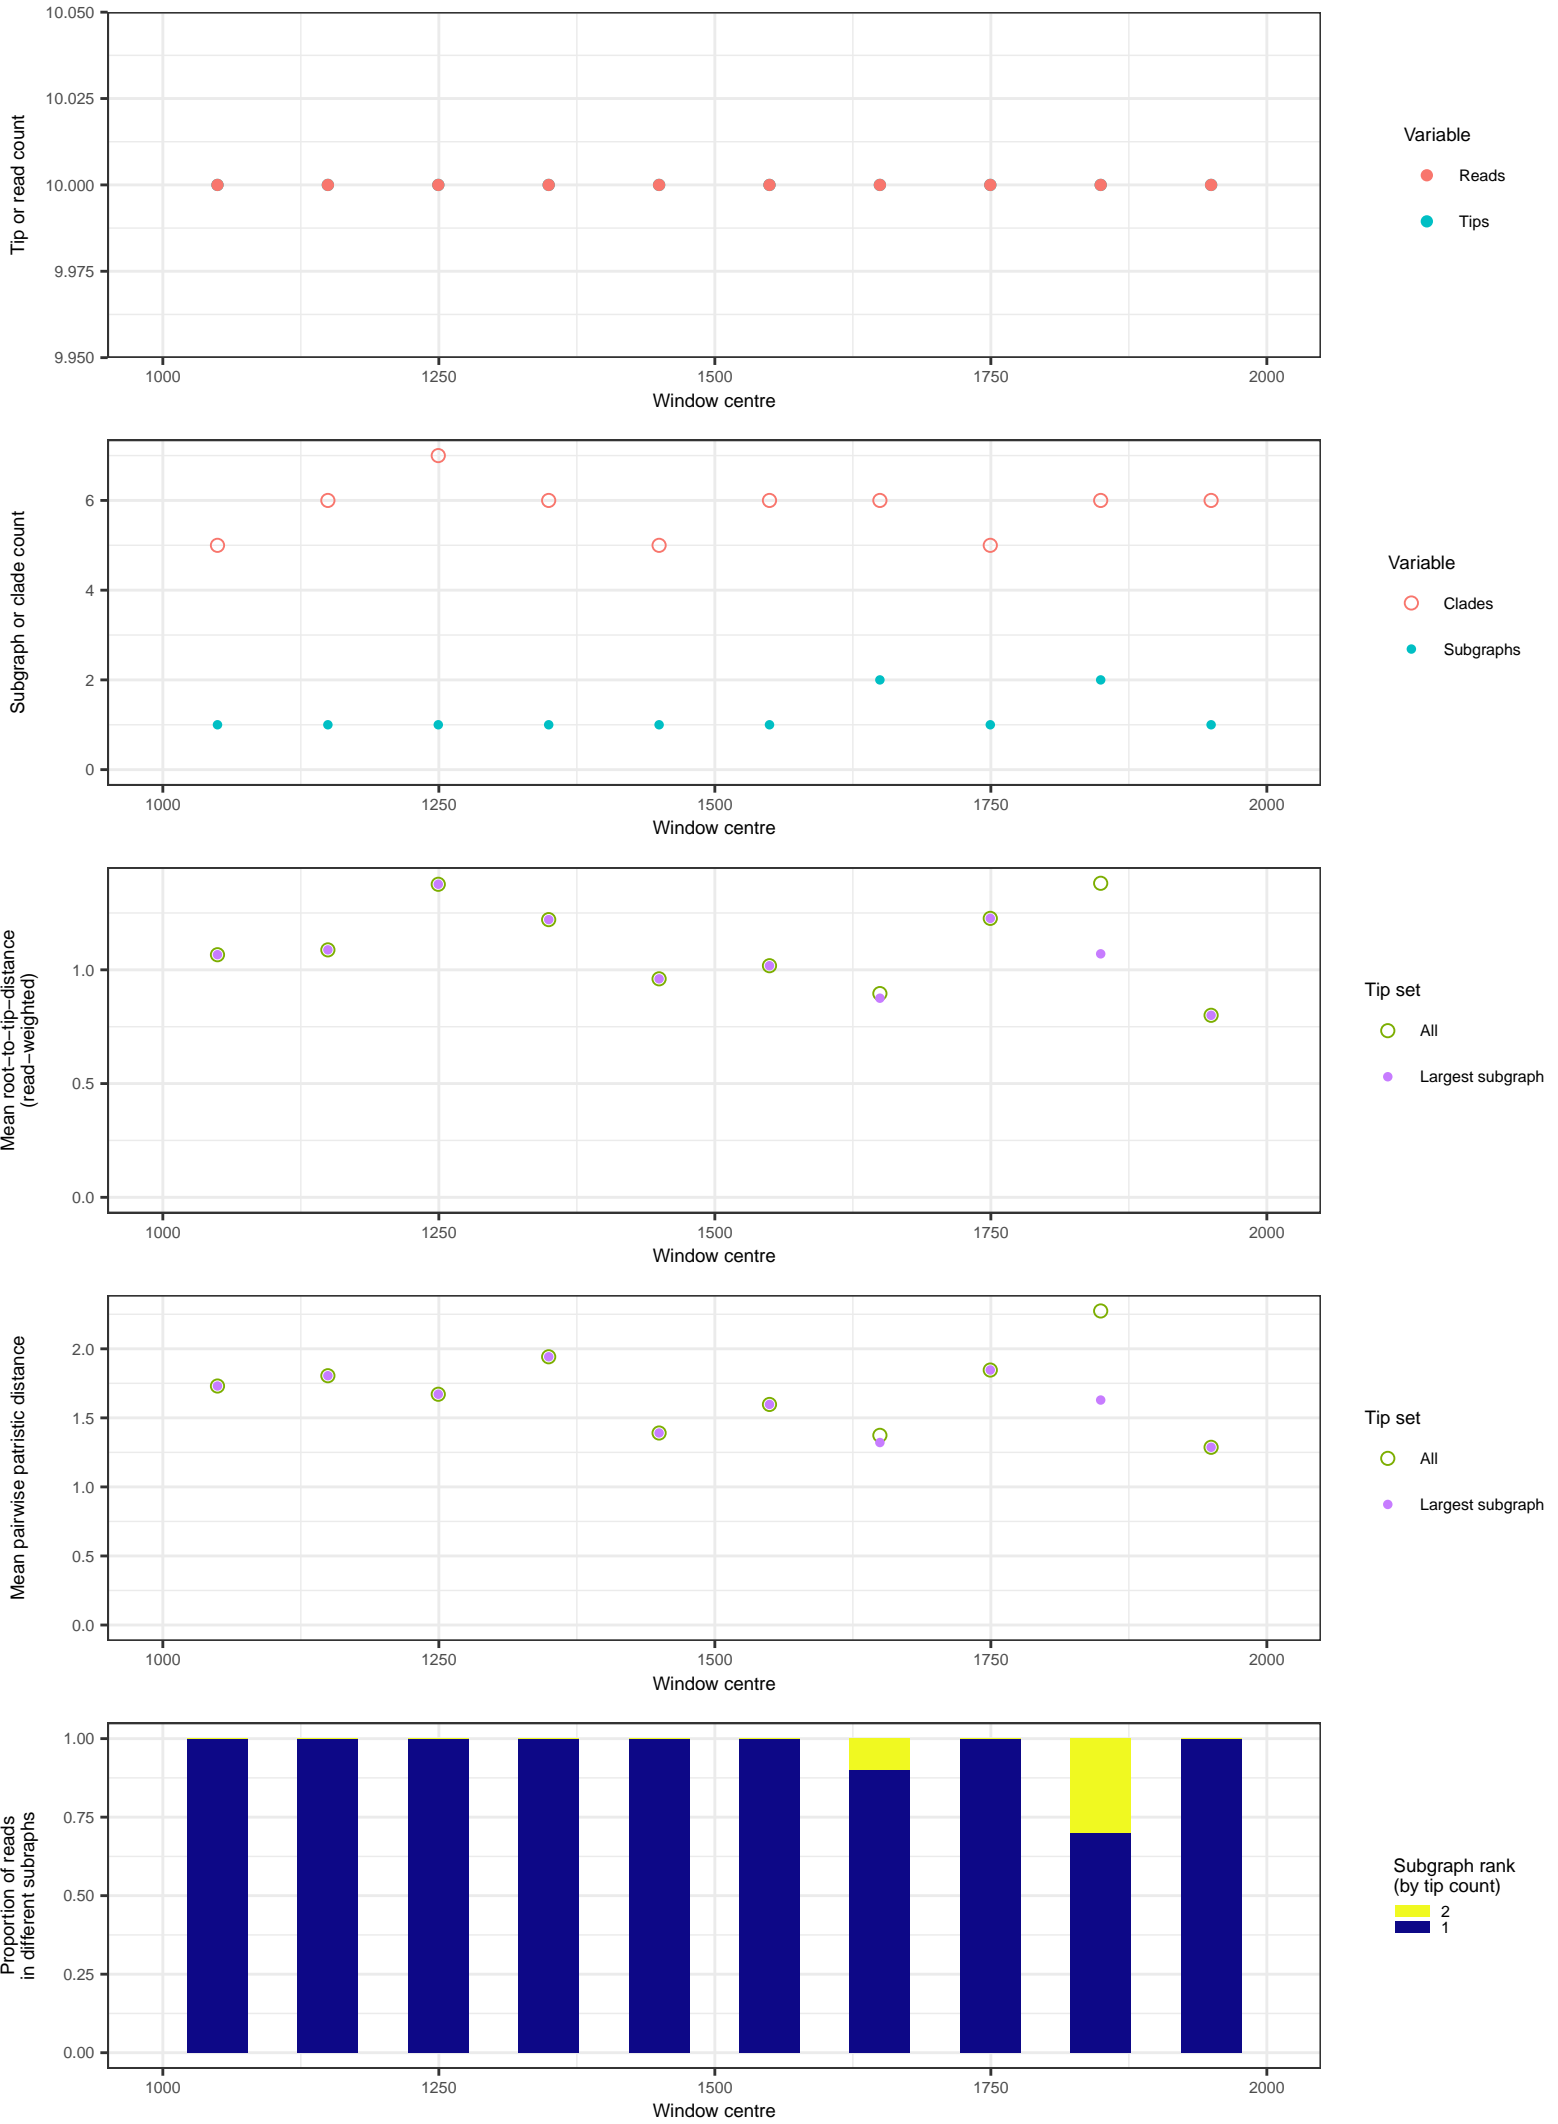 10.050
10.025
10.000
9.975
9.950
Tip or read count
1000 1250 1500 1750 2000
Window centre
Variable
Reads
Tips
6
4
2
0
Subgraph or clade count
1000 1250 1500 1750 2000
Window centre
Variable
Clades
Subgraphs
1.0
0.5
0.0
Mean root−to−tip−distance
(read−weighted)
1000 1250 1500 1750 2000
Window centre
Tip set
All
Largest subgraph
2.0
1.5
1.0
0.5
0.0
Mean pairwise patristic distance
1000 1250 1500 1750 2000
Window centre
Tip set
All
Largest subgraph
1.00
0.75
0.50
0.25
0.00
Proportion of reads
in different subraphs
1000 1250 1500 1750 2000
Window centre
Subgraph rank
(by tip count)
2
1